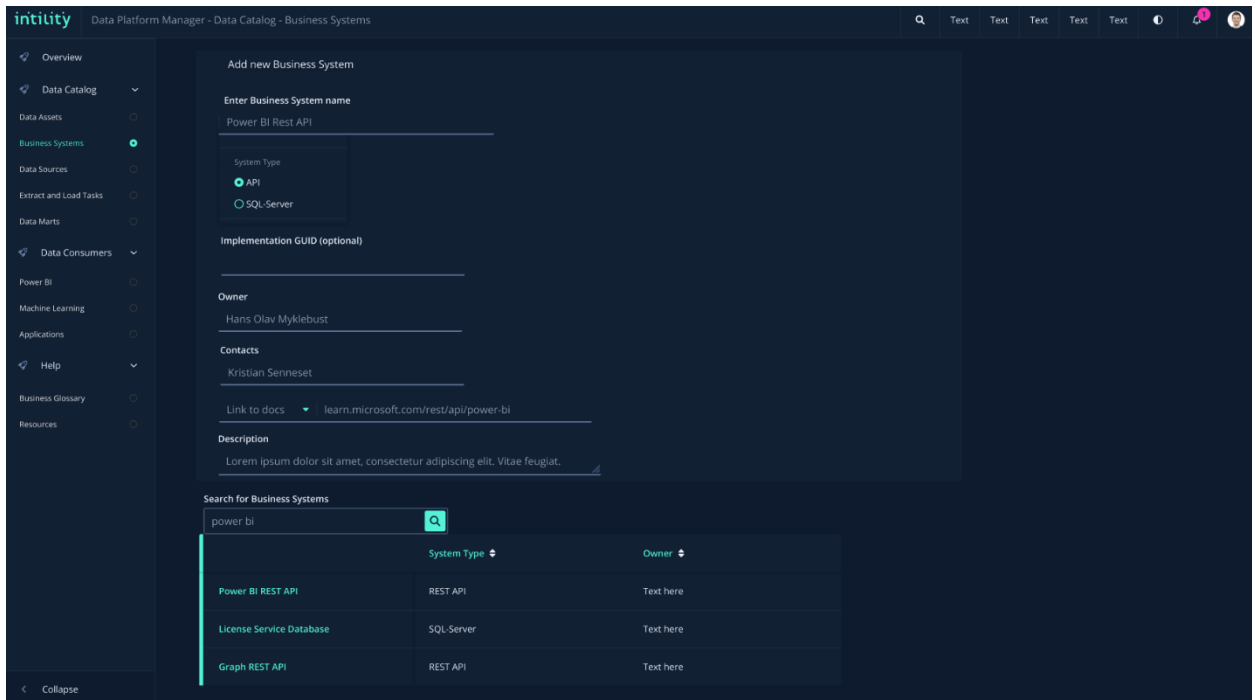 intility
Data Platform Manager - Data Catalog - Business Systems
Text Text Text Text Text
1
Overview
Data Catalog
Data Assets
Business Systems
Data Sources
Extract and Load Tasks
Data Marts
Data Consumers
Power BI
Machine Learning
Applications
Help
Business Glossary
Resources
Collapse
Add new Business System
Enter Business System name
Power BI Rest API
System Type
API
SQL-Server
Implementation GUID (optional)
Owner
Hans Olav Myklebust
Contacts
Kristian Senneset
Link to docs learn.microsoft.com/rest/api/power-bi
Description
Lorem ipsum dolor sit amet, consectetur adipiscing elit. Vitae feugiat.
Search for Business Systems
power bi
System Type Owner
Power BI REST API REST API Text here
License Service Database SQL-Server Text here
Graph REST API REST API Text here